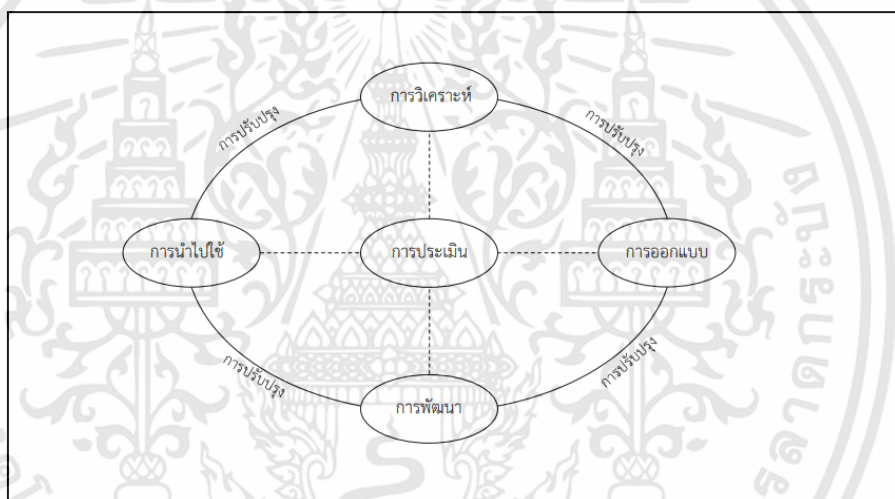 การวิเคราะห์
การปรับปรุง
การปรับปรุง
การนำไปใช้
การประเมิน
การออกแบบ
การปรับปรุง
การปรับปรุง
การพัฒนา